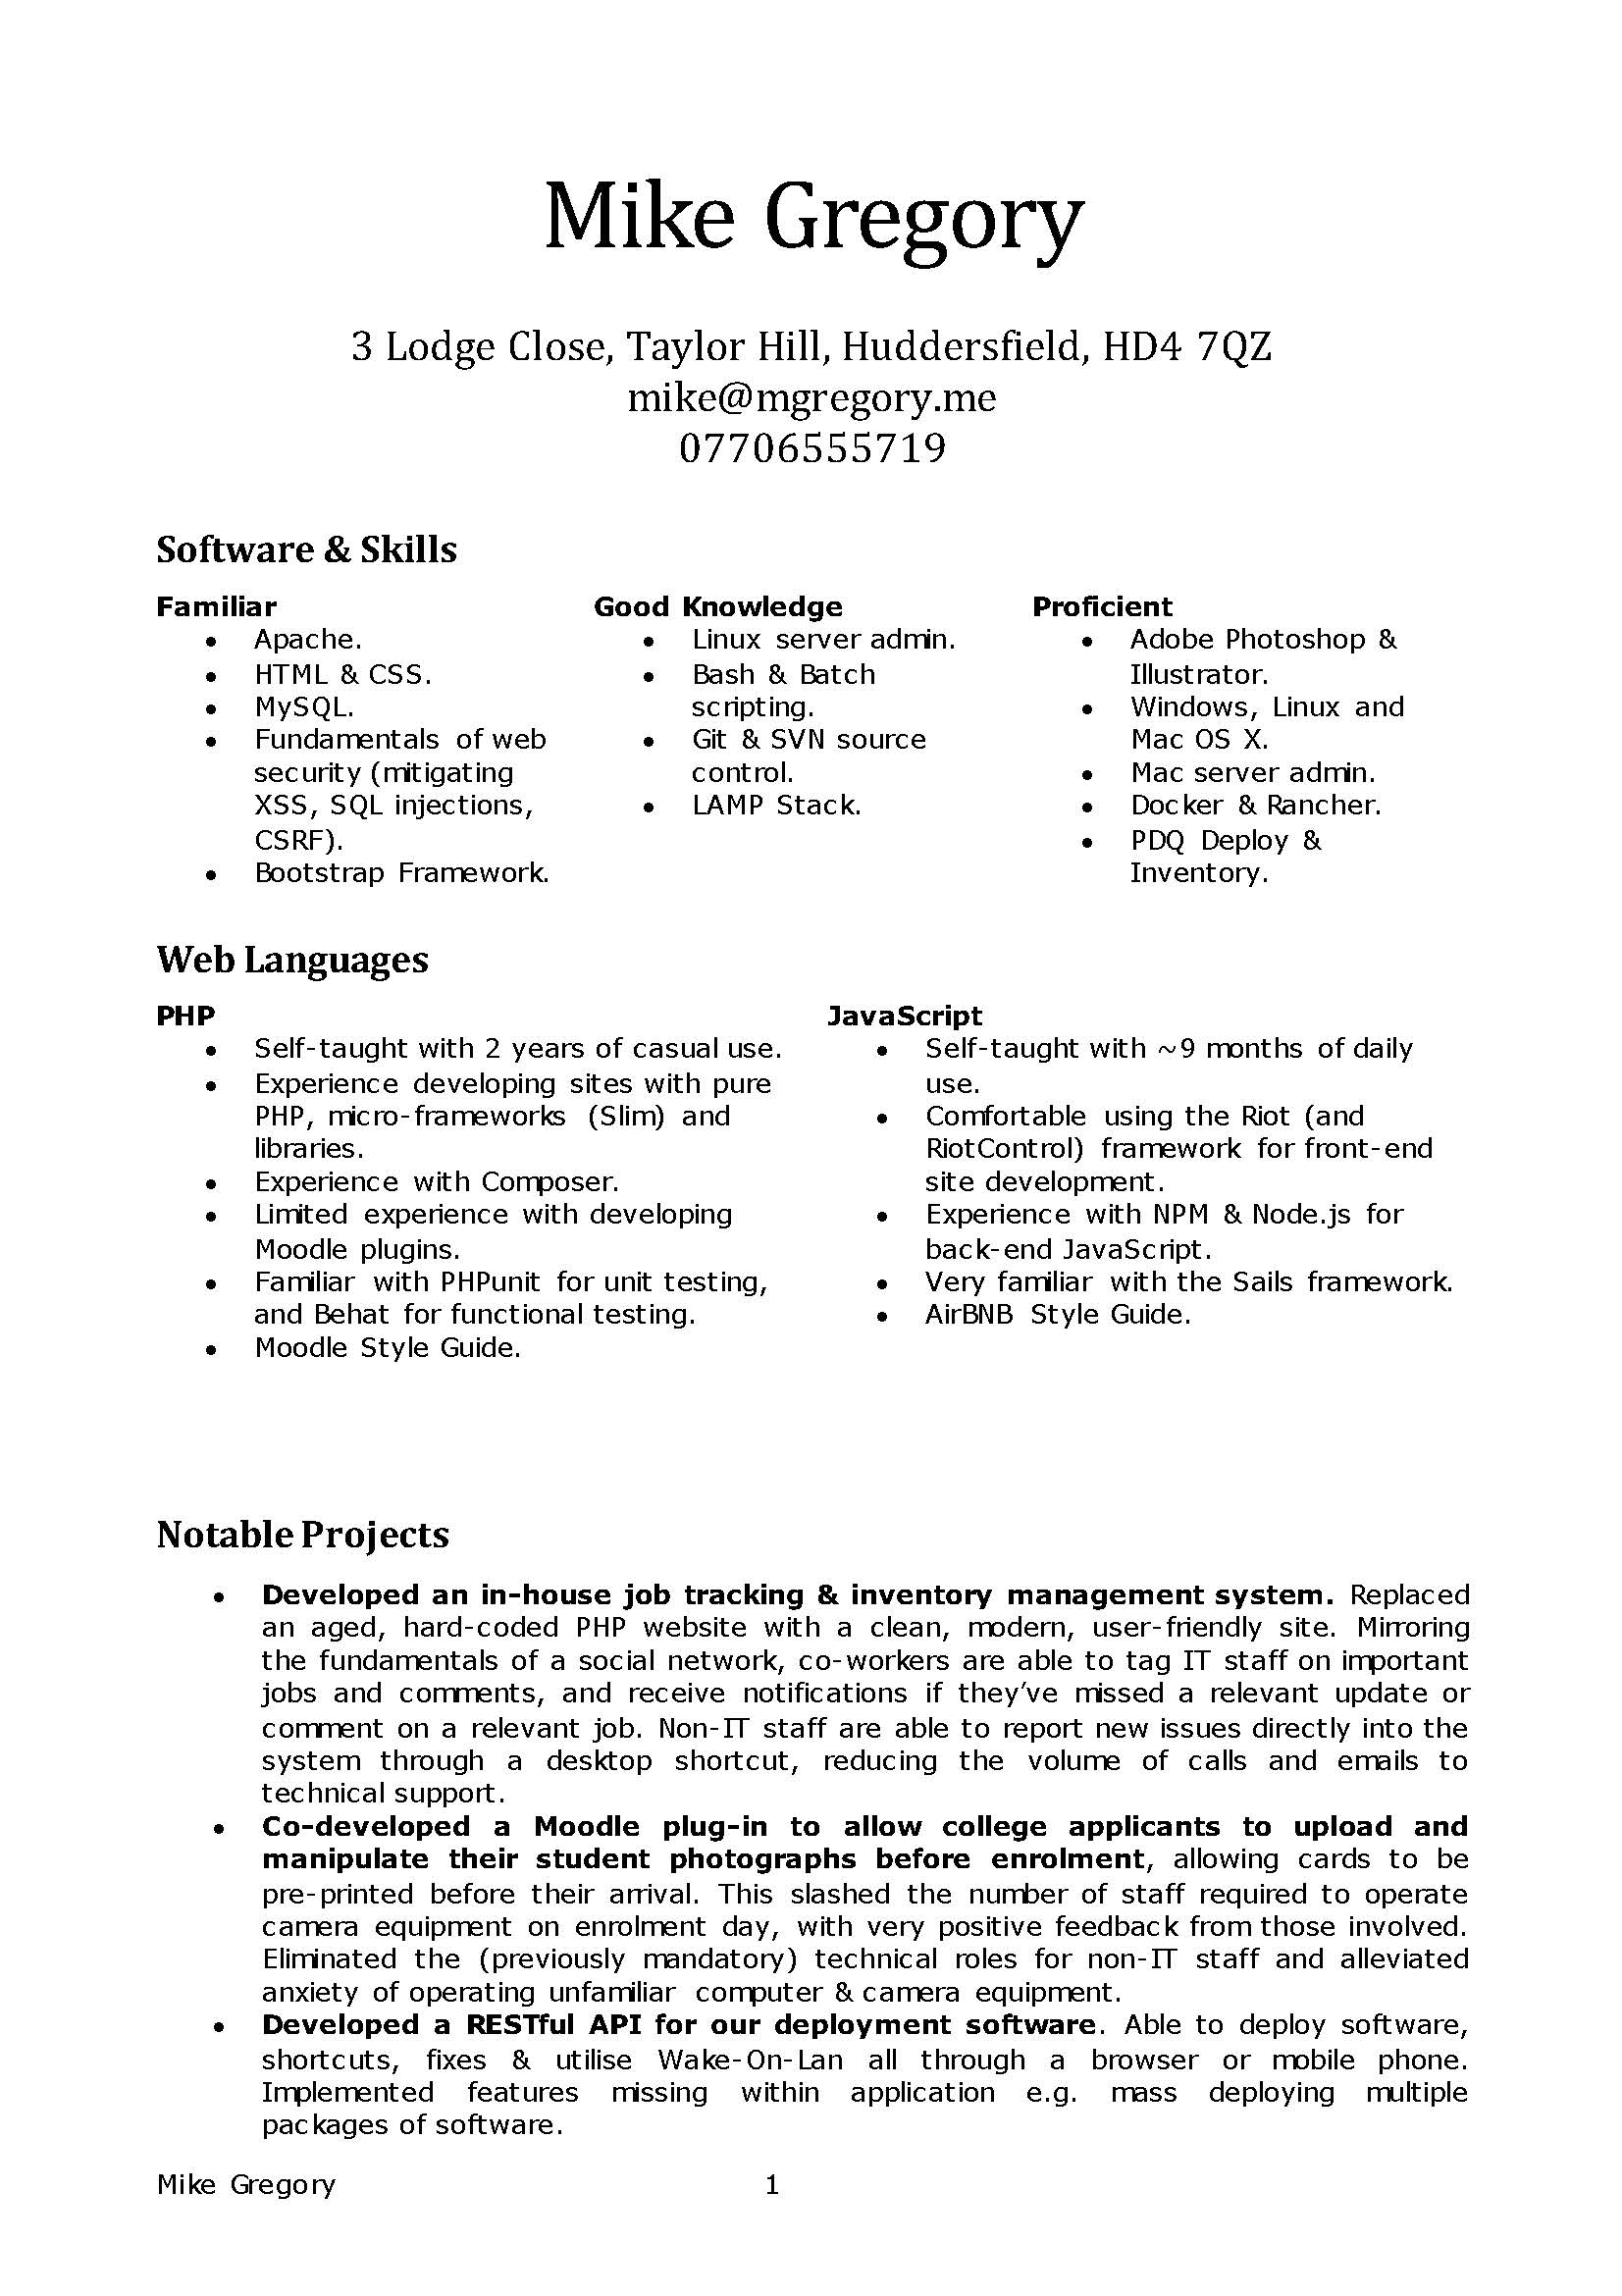 Mike Gregory
3 Lodge Close, Taylor Hill, Huddersfield, HD4 7QZ
mike@mgregory.me
07706555719
Software & Skills
Familiar
• Apache.
• HTML & CSS.
• MySQL.
• Fundamentals of web
security (mitigating
XSS, SQL injections,
CSRF).
• Bootstrap Framework.
Good Knowledge
• Linux server admin.
• Bash & Batch
scripting.
• Git & SVN source
control.
• LAMP Stack.
Proficient
• Adobe Photoshop &
Illustrator.
• Windows, Linux and
Mac OS X.
• Mac server admin.
• Docker & Rancher.
• PDQ Deploy &
Inventory.
Web Languages
PHP
• Self-taught with 2 years of casual use.
• Experience developing sites with pure
PHP, micro-frameworks (Slim) and
libraries.
• Experience with Composer.
• Limited experience with developing
Moodle plugins.
• Familiar with PHPunit for unit testing,
and Behat for functional testing.
• Moodle Style Guide.
JavaScript
• Self-taught with ~9 months of daily
use.
• Comfortable using the Riot (and
RiotControl) framework for front-end
site development.
• Experience with NPM & Node.js for
back-end JavaScript.
• Very familiar with the Sails framework.
• AirBNB Style Guide.
Notable Projects
• Developed an in-house job tracking & inventory management system. Replaced
an aged, hard-coded PHP website with a clean, modern, user-friendly site. Mirroring
the fundamentals of a social network, co-workers are able to tag IT staff on important
jobs and comments, and receive notifications if they’ve missed a relevant update or
comment on a relevant job. Non-IT staff are able to report new issues directly into the
system through a desktop shortcut, reducing the volume of calls and emails to
technical support.
• Co-developed a Moodle plug-in to allow college applicants to upload and
manipulate their student photographs before enrolment, allowing cards to be
pre-printed before their arrival. This slashed the number of staff required to operate
camera equipment on enrolment day, with very positive feedback from those involved.
Eliminated the (previously mandatory) technical roles for non-IT staff and alleviated
anxiety of operating unfamiliar computer & camera equipment.
• Developed a RESTful API for our deployment software. Able to deploy software,
shortcuts, fixes & utilise Wake-On-Lan all through a browser or mobile phone.
Implemented features missing within application e.g. mass deploying multiple
packages of software.
Mike Gregory 1